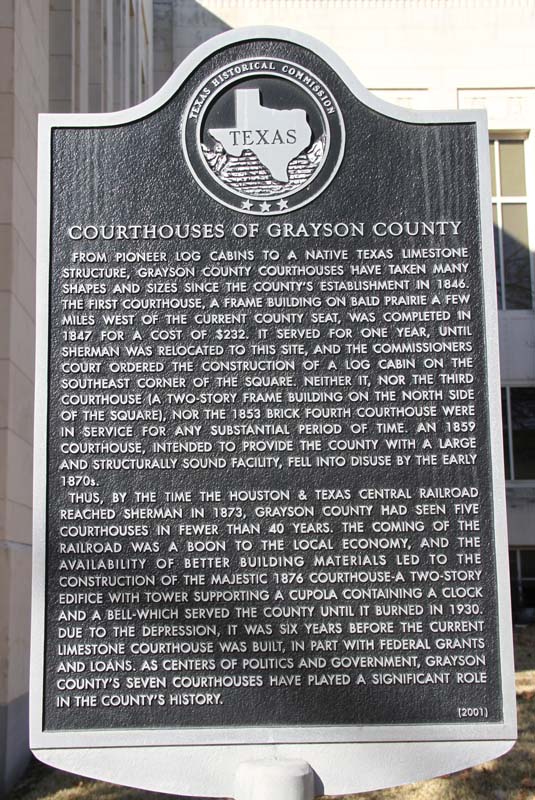 TEXAS HISTORICAL COMMISSION
TEXAS
COURTHOUSES OF GRAYSON COUNTY
FROM PIONEER LOG CABINS TO A NATIVE TEXAS LIMESTONE
STRUCTURE, GRAYSON COUNTY COURTHOUSES HAVE TAKEN MANY
SHAPES AND SIZES SINCE THE COUNTY'S ESTABLISHMENT IN 1846.
THE FIRST COURTHOUSE, A FRAME BUILDING ON BALD PRAIRIE A FEW
MILES WEST OF THE CURRENT COUNTY SEAT, WAS COMPLETED IN
1847 FOR A COST OF $232. IT SERVED FOR ONE YEAR, UNTIL
SHERMAN WAS RELOCATED TO THIS SITE, AND THE COMMISSIONERS
COURT ORDERED THE CONSTRUCTION OF A LOG CABIN ON THE
SOUTHEAST CORNER OF THE SQUARE. NEITHER IT, NOR THE THIRD
COURTHOUSE (A TWO-STORY FRAME BUILDING ON THE NORTH SIDE
OF THE SQUARE), NOR THE 1853 BRICK FOURTH COURTHOUSE WERE
IN SERVICE FOR ANY SUBSTANTIAL PERIOD OF TIME. AN 1859
COURTHOUSE, INTENDED TO PROVIDE THE COUNTY WITH A LARGE
AND STRUCTURALLY SOUND FACILITY, FELL INTO DISUSE BY THE EARLY
1870s.
THUS, BY THE TIME THE HOUSTON & TEXAS CENTRAL RAILROAD
REACHED SHERMAN IN 1873, GRAYSON COUNTY HAD SEEN FIVE
COURTHOUSES IN FEWER THAN 40 YEARS. THE COMING OF THE
RAILROAD WAS A BOON TO THE LOCAL ECONOMY, AND THE
AVAILABILITY OF BETTER BUILDING MATERIALS LED TO THE
CONSTRUCTION OF THE MAJESTIC 1876 COURTHOUSE-A TWO-STORY
EDIFICE WITH TOWER SUPPORTING A CUPOLA CONTAINING A CLOCK
AND A BELL-WHICH SERVED THE COUNTY UNTIL IT BURNED IN 1930.
DUE TO THE DEPRESSION, IT WAS SIX YEARS BEFORE THE CURRENT
LIMESTONE COURTHOUSE WAS BUILT, IN PART WITH FEDERAL GRANTS
AND LOANS. AS CENTERS OF POLITICS AND GOVERNMENT, GRAYSON
COUNTY'S SEVEN COURTHOUSES HAVE PLAYED A SIGNIFICANT ROLE
IN THE COUNTY'S HISTORY.
(2001)